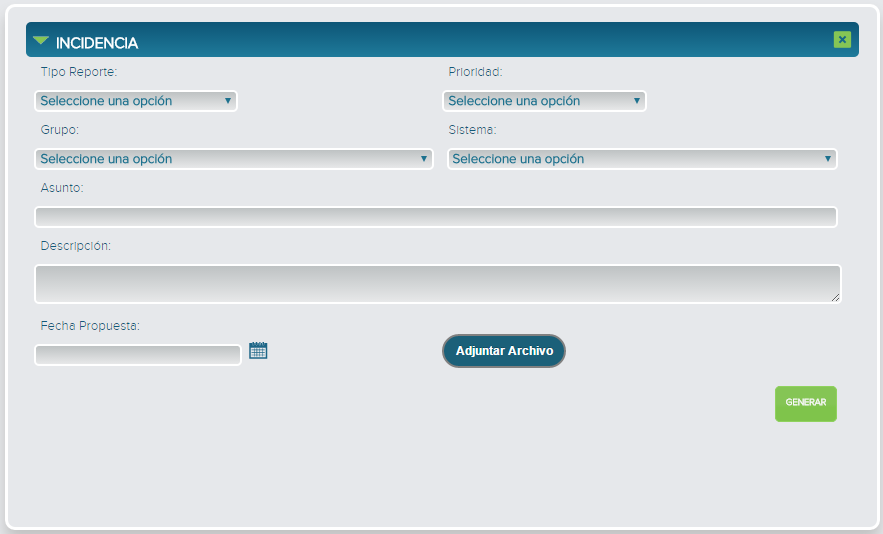 INCIDENCIA
Tipo Reporte: Prioridad:
Seleccione una opción Seleccione una opción
Grupo: Sistema:
Seleccione una opción Seleccione una opción
Asunto:
Descripción:
Fecha Propuesta:
Adjuntar Archivo
GENERAR